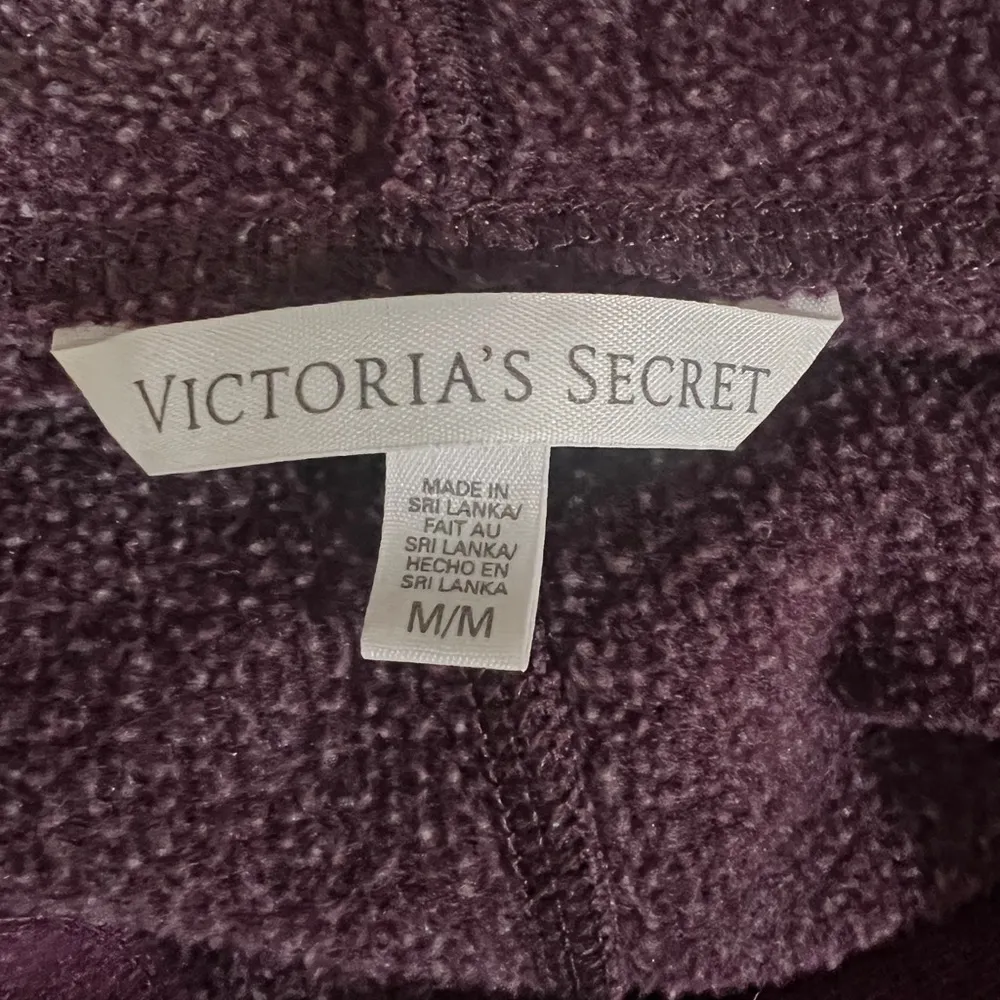 VICTORIA'S SECRET
MADE IN
SRI LANKA/
FAIT AU
SRI LANKA/
HECHO EN
SRI LANKA
M/M